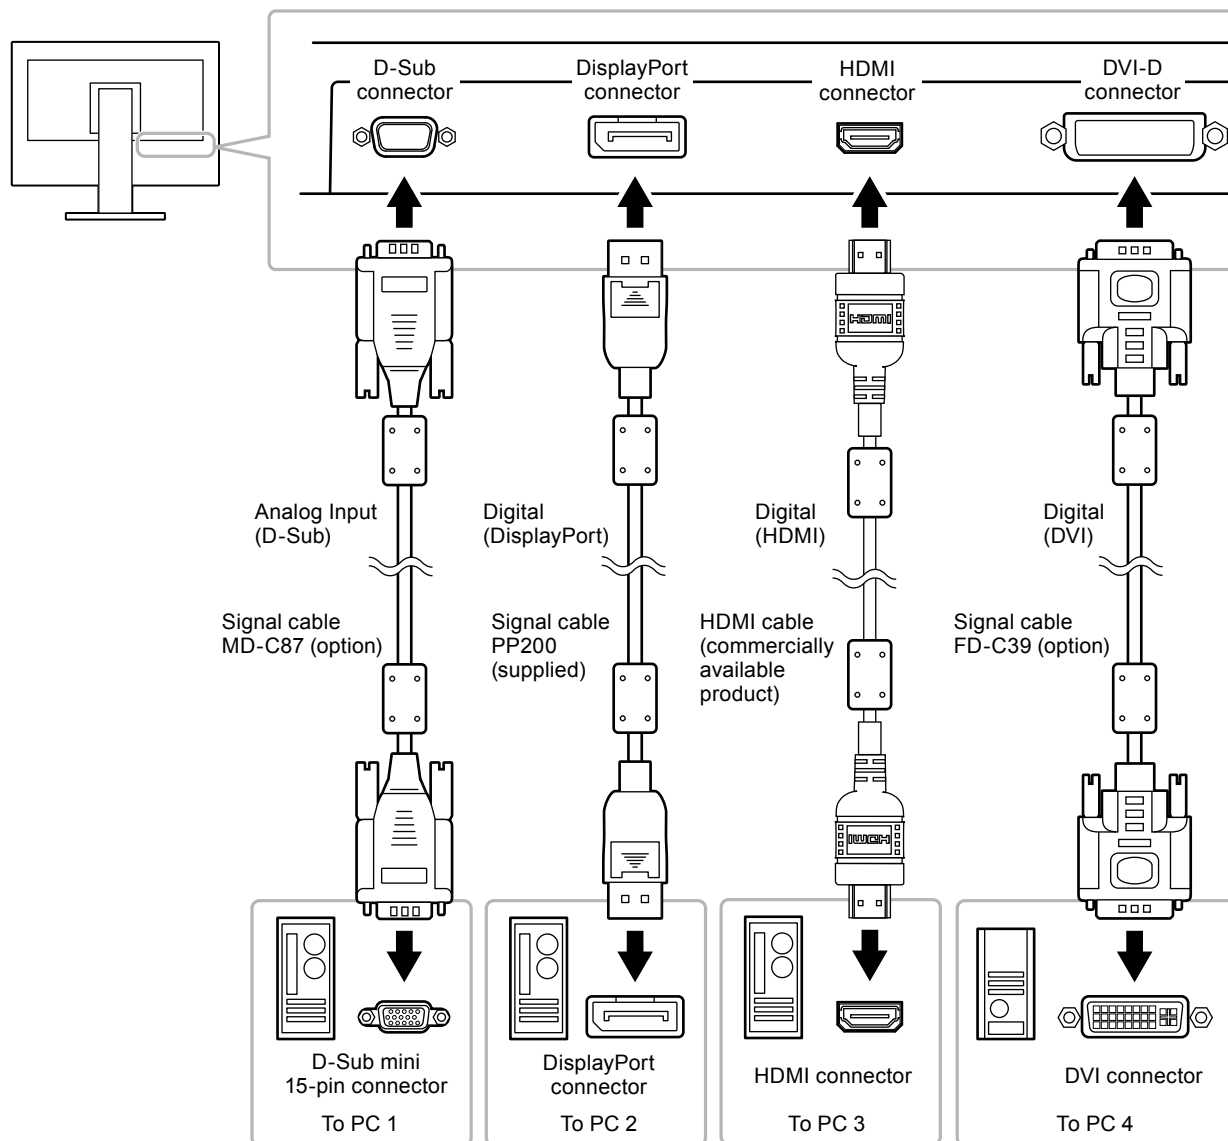 D-Sub
connector
DisplayPort
connector
HDMI
connector
DVI-D
connector
HDMI
Analog Input
(D-Sub)
Digital
(DisplayPort)
Digital
(HDMI)
Digital
(DVI)
Signal cable
MD-C87 (option)
Signal cable
PP200
(supplied)
HDMI cable
(commercially
available
product)
Signal cable
FD-C39 (option)
HDMI
D-Sub mini
15-pin connector
DisplayPort
connector
HDMI connector
DVI connector
To PC 1
To PC 2
To PC 3
To PC 4